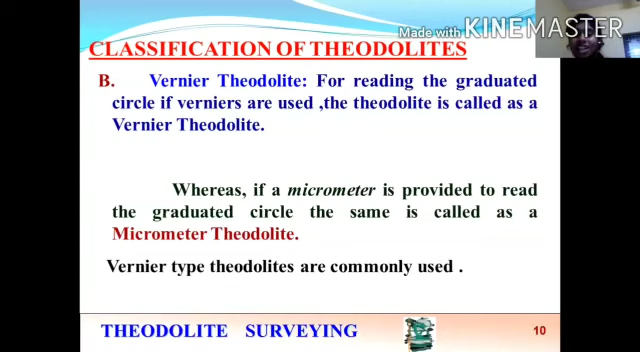 Made with KINEMASTER
CLASSIFICATION OF THEODOLITES
B. Vernier Theodolite: For reading the graduated
circle if verniers are used ,the theodolite is called as a
Vernier Theodolite.
Whereas, if a micrometer is provided to read
the graduated circle the same is called as a
Micrometer Theodolite.
Vernier type theodolites are commonly used .
THEODOLITE SURVEYING
10